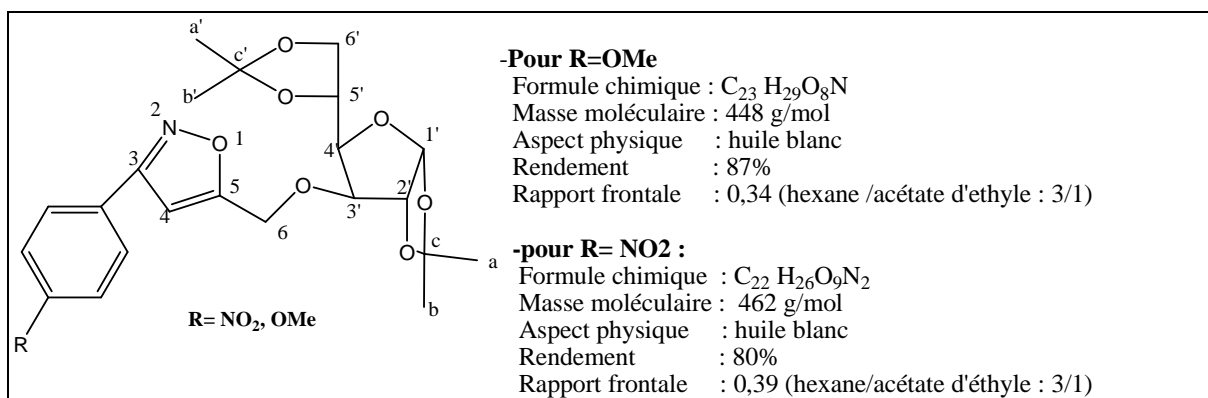 a'
6'
c'
O
b'
O
5'
N
2
O
1
O
1'
3
4'
5
4
O
2'
O
3'
6
O
c
a
b
R= NO₂, OMe
R
-Pour R=OMe
Formule chimique : C₂₃ H₂₉O₈N
Masse moléculaire : 448 g/mol
Aspect physique : huile blanc
Rendement : 87%
Rapport frontale : 0,34 (hexane /acétate d'ethyle : 3/1)
-pour R= NO2 :
Formule chimique : C₂₂ H₂₆O₉N₂
Masse moléculaire : 462 g/mol
Aspect physique : huile blanc
Rendement : 80%
Rapport frontale : 0,39 (hexane/acétate d'éthyle : 3/1)